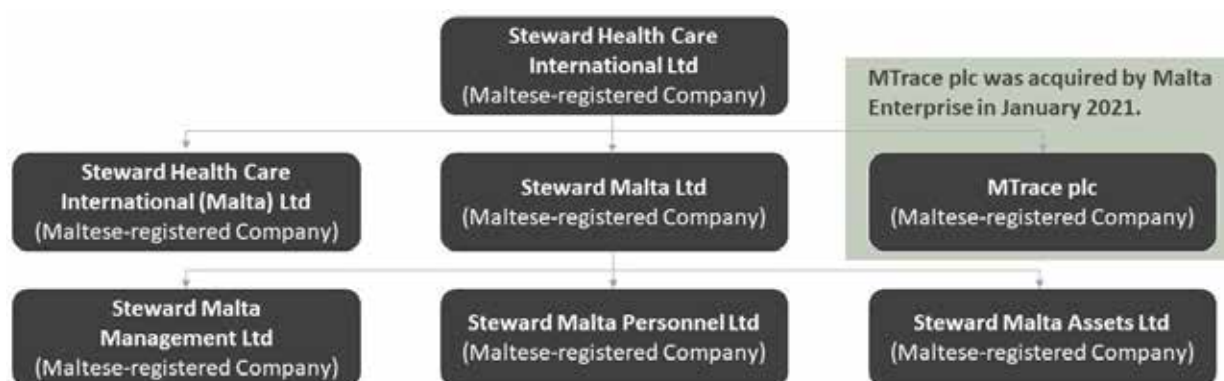 Steward Health Care
International Ltd
(Maltese-registered Company)
MTrace plc was acquired by Malta
Enterprise in January 2021.
Steward Health Care
International (Malta) Ltd
(Maltese-registered Company)
Steward Malta Ltd
(Maltese-registered Company)
MTrace plc
(Maltese-registered Company)
Steward Malta
Management Ltd
(Maltese-registered Company)
Steward Malta Personnel Ltd
(Maltese-registered Company)
Steward Malta Assets Ltd
(Maltese-registered Company)